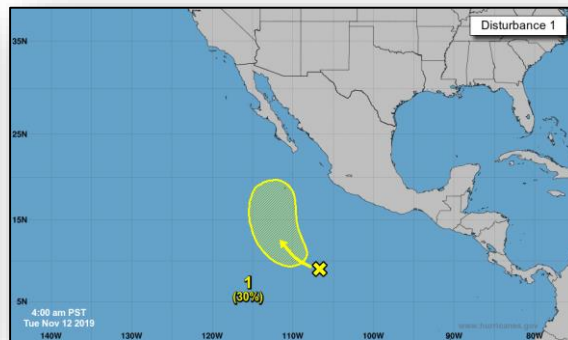 Disturbance 1
35N
25N
15N
5N
1
(30%)
4:00 am PST
Tue Nov 12 2019
www.hurricanes.gov
140W
130W
120W
110W
100W
90W
80W